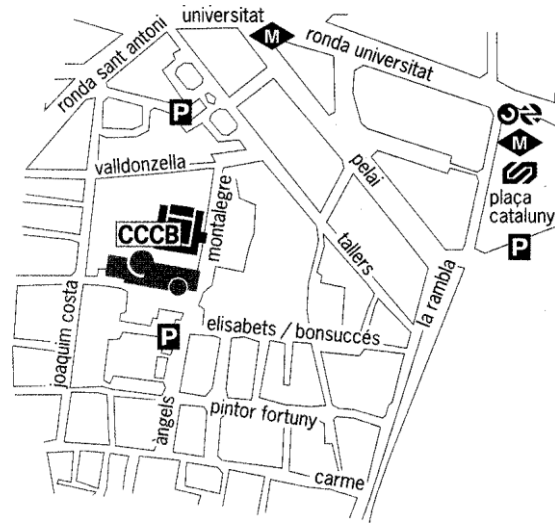 universitat
M
ronda universitat
ronda sant antoni
P
M
valldonzella
pelai
plaça
cataluny
montalegre
CCCB
tallers
P
la rambla
joaquim costa
P
elisabets / bonsuccés
àngels
pintor fortuny
carme